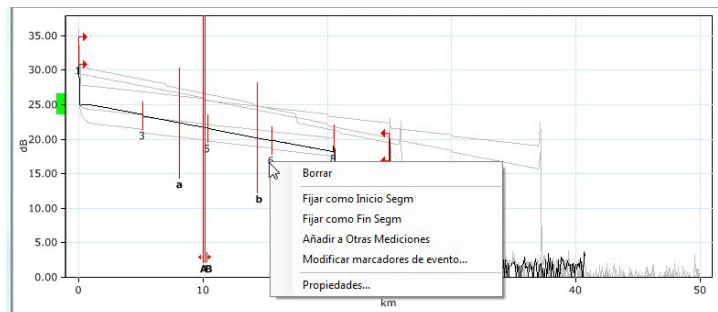 35.00
30.00
1
25.00
3
20.00
5
6
8
dB
15.00
a
b
10.00
5.00
AB
0.00
0
10
40
50
km
Borrar
Fijar como Inicio Segm
Fijar como Fin Segm
Añadir a Otras Mediciones
Modificar marcadores de evento...
Propiedades...